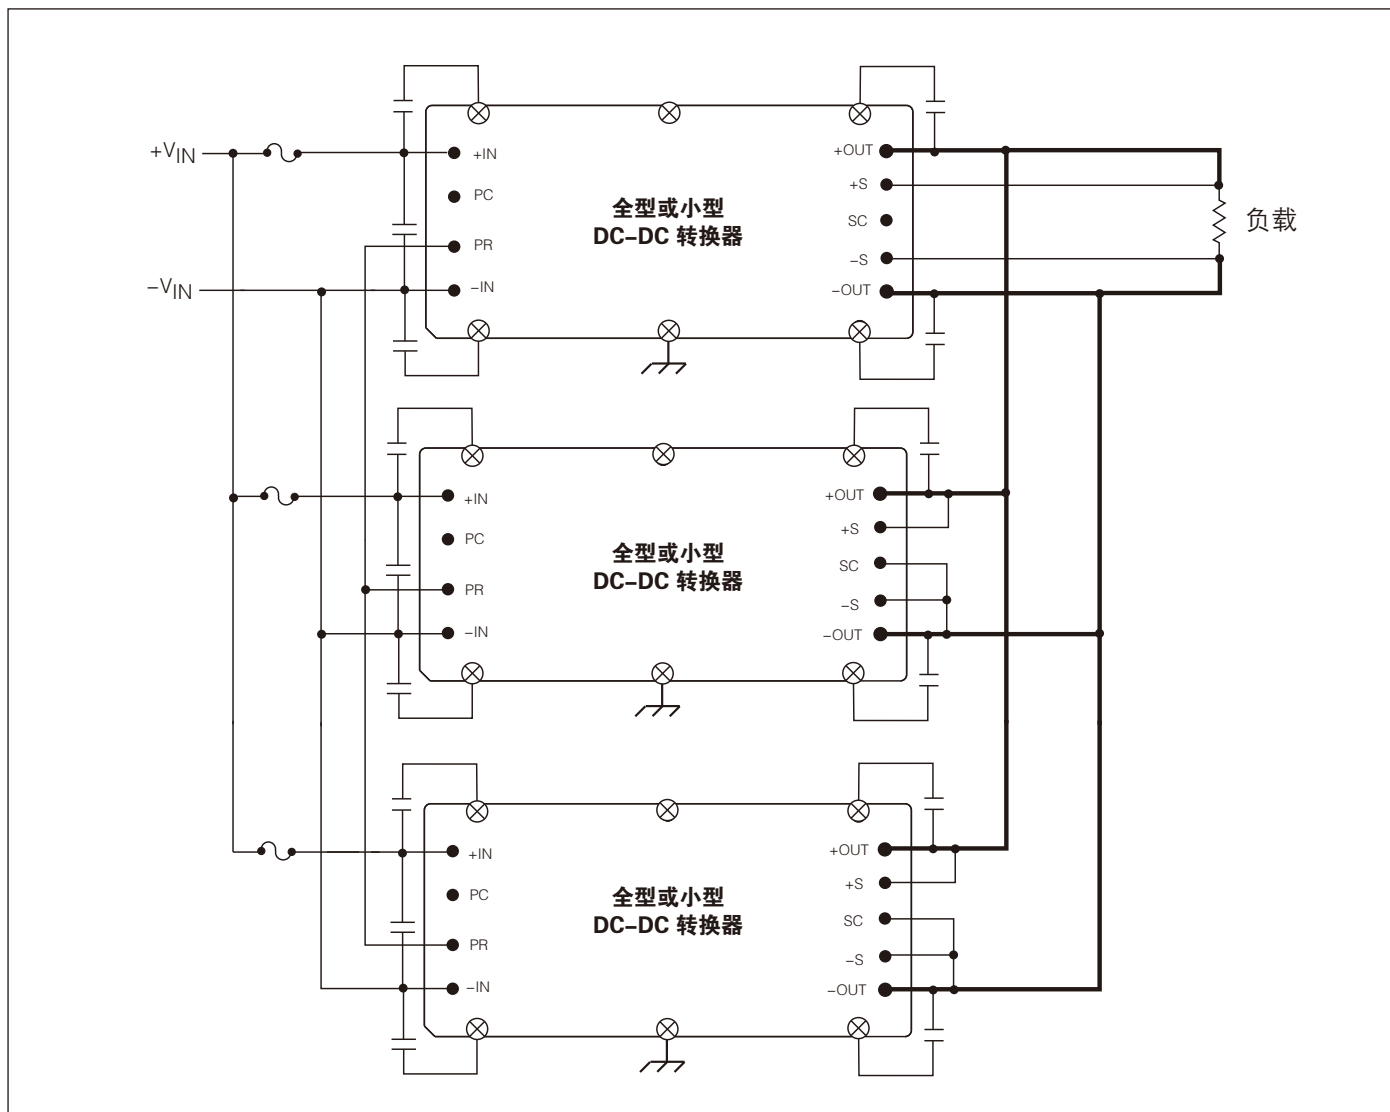 +VIN
−VIN
+IN
PC
PR
−IN
全型或小型
DC–DC 转换器
+OUT
+S
SC
−S
−OUT
负载
+IN
PC
PR
−IN
全型或小型
DC–DC 转换器
+OUT
+S
SC
−S
−OUT
+IN
PC
PR
−IN
全型或小型
DC–DC 转换器
+OUT
+S
SC
−S
−OUT